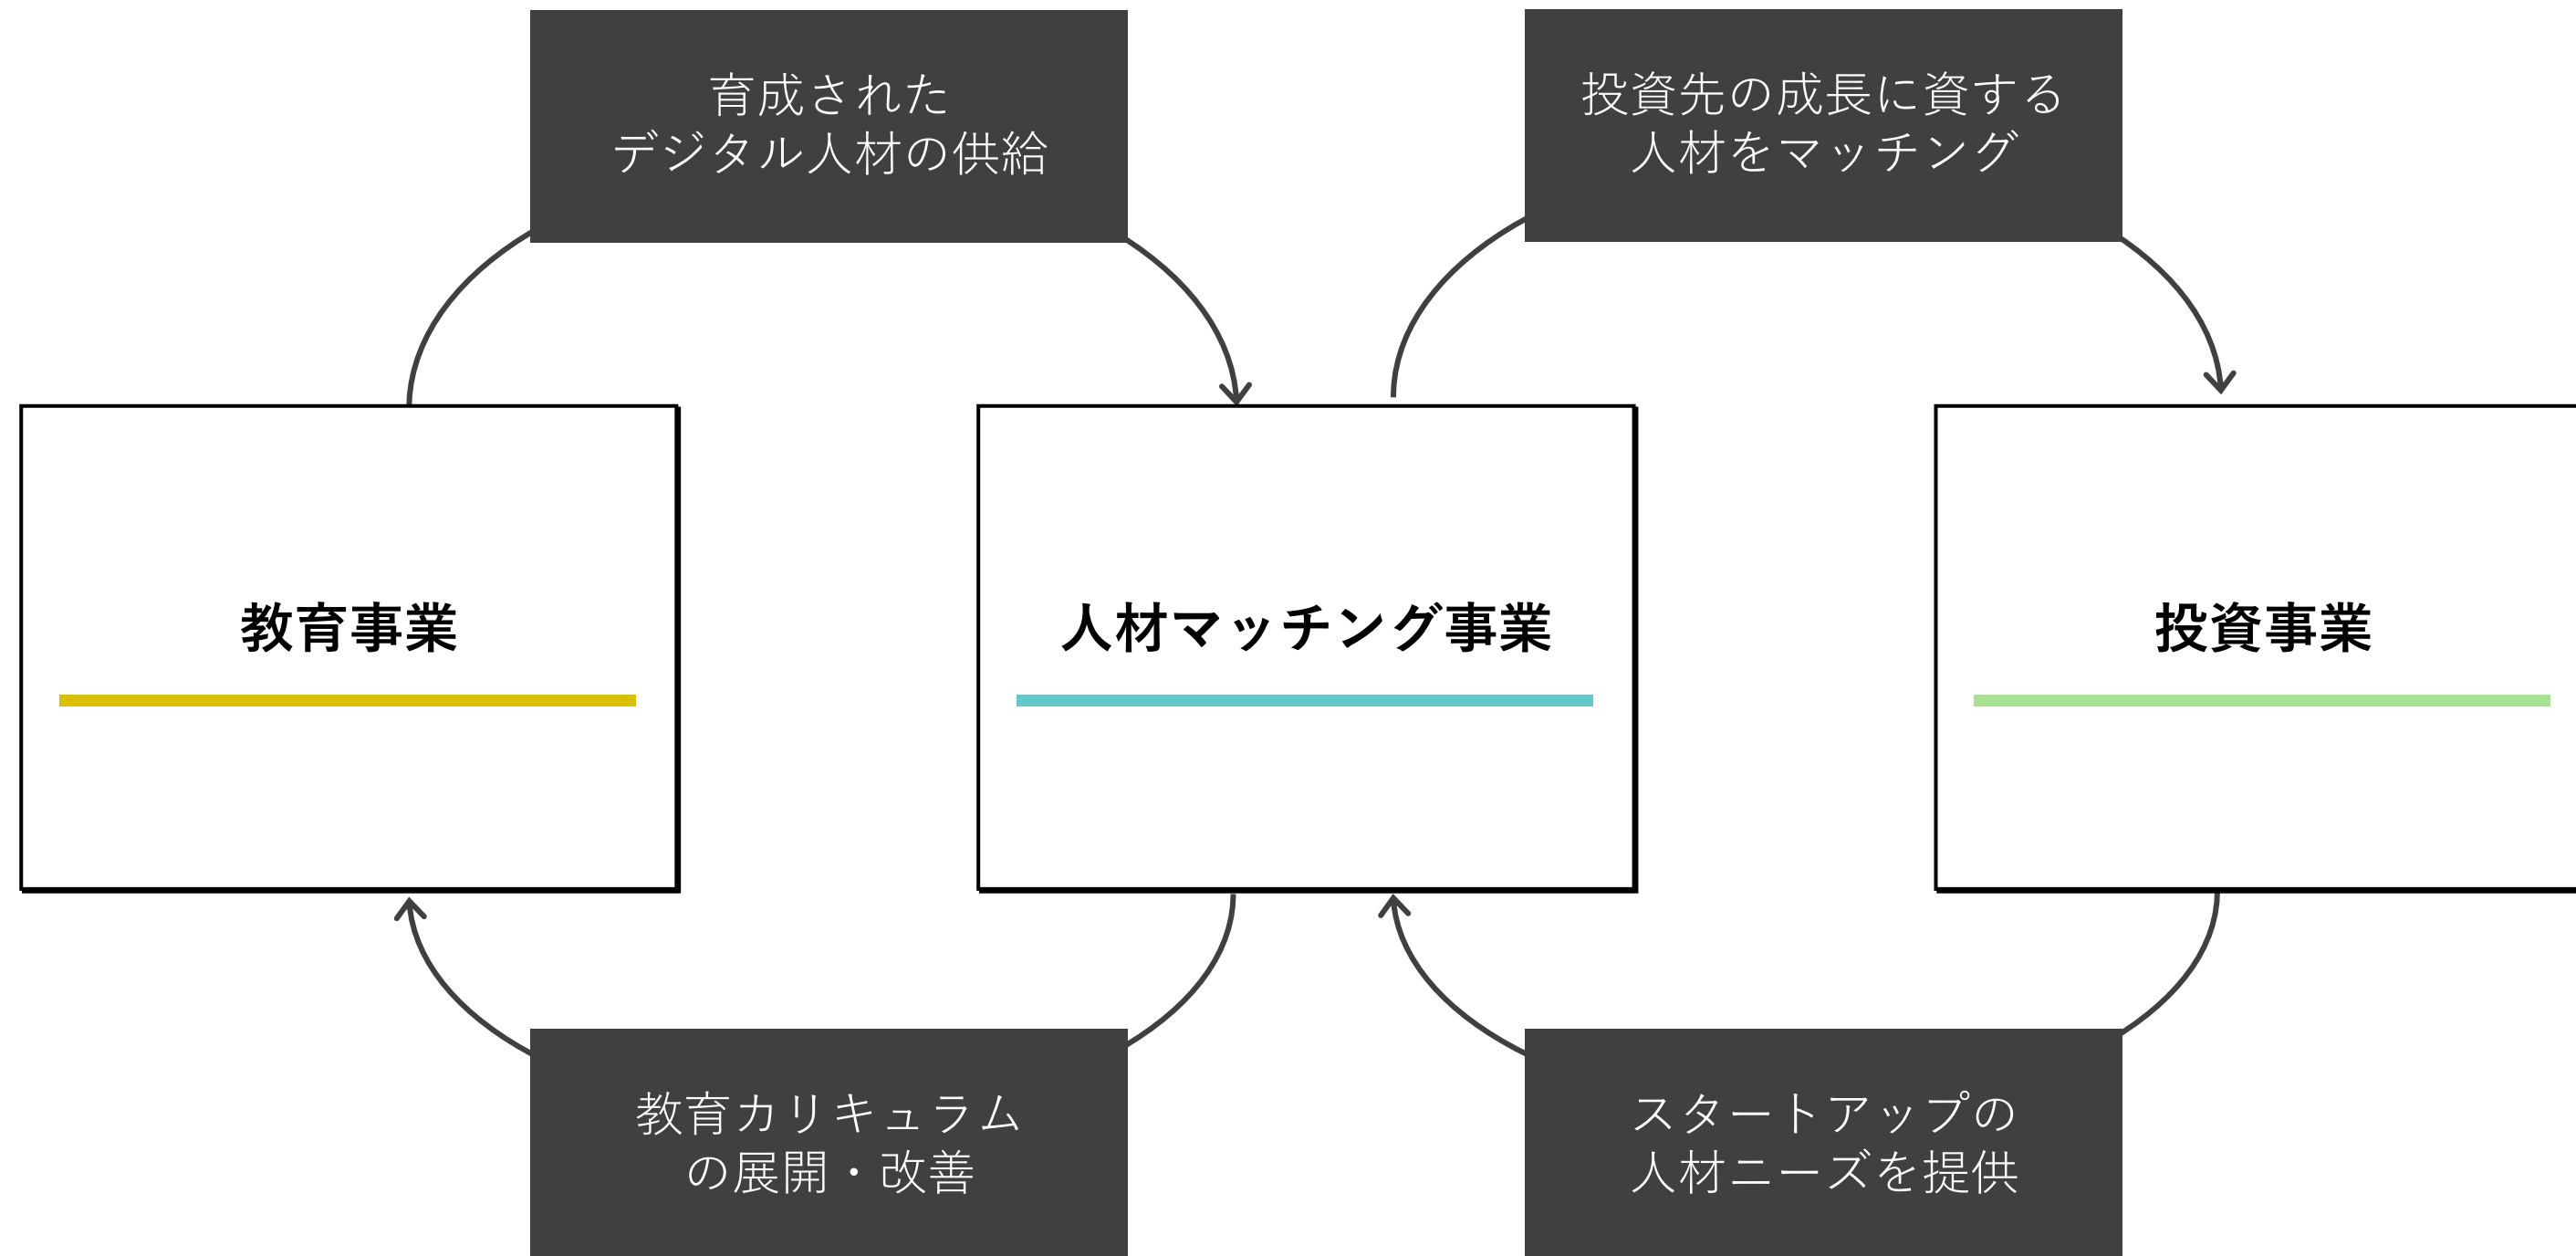 育成された
デジタル人材の供給
投資先の成長に資する
人材をマッチング
教育事業
人材マッチング事業
投資事業
教育カリキュラム
の展開・改善
スタートアップの
人材ニーズを提供